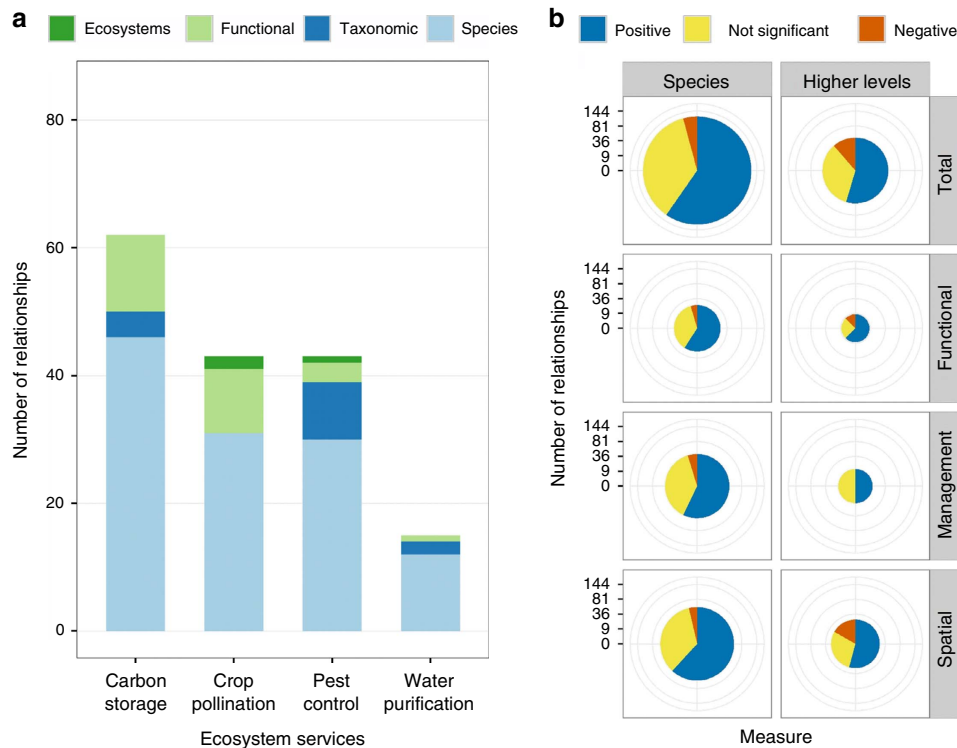 a
Ecosystems Functional Taxonomic Species
Number of relationships
80
60
40
20
0
Carbon storage
Crop pollination
Pest control
Water purification
Ecosystem services
b
Positive Not significant Negative
Species Higher levels
Number of relationships
144
81
36
9
0
Total
144
81
36
9
0
Functional
144
81
36
9
0
Management
144
81
36
9
0
Spatial
Measure